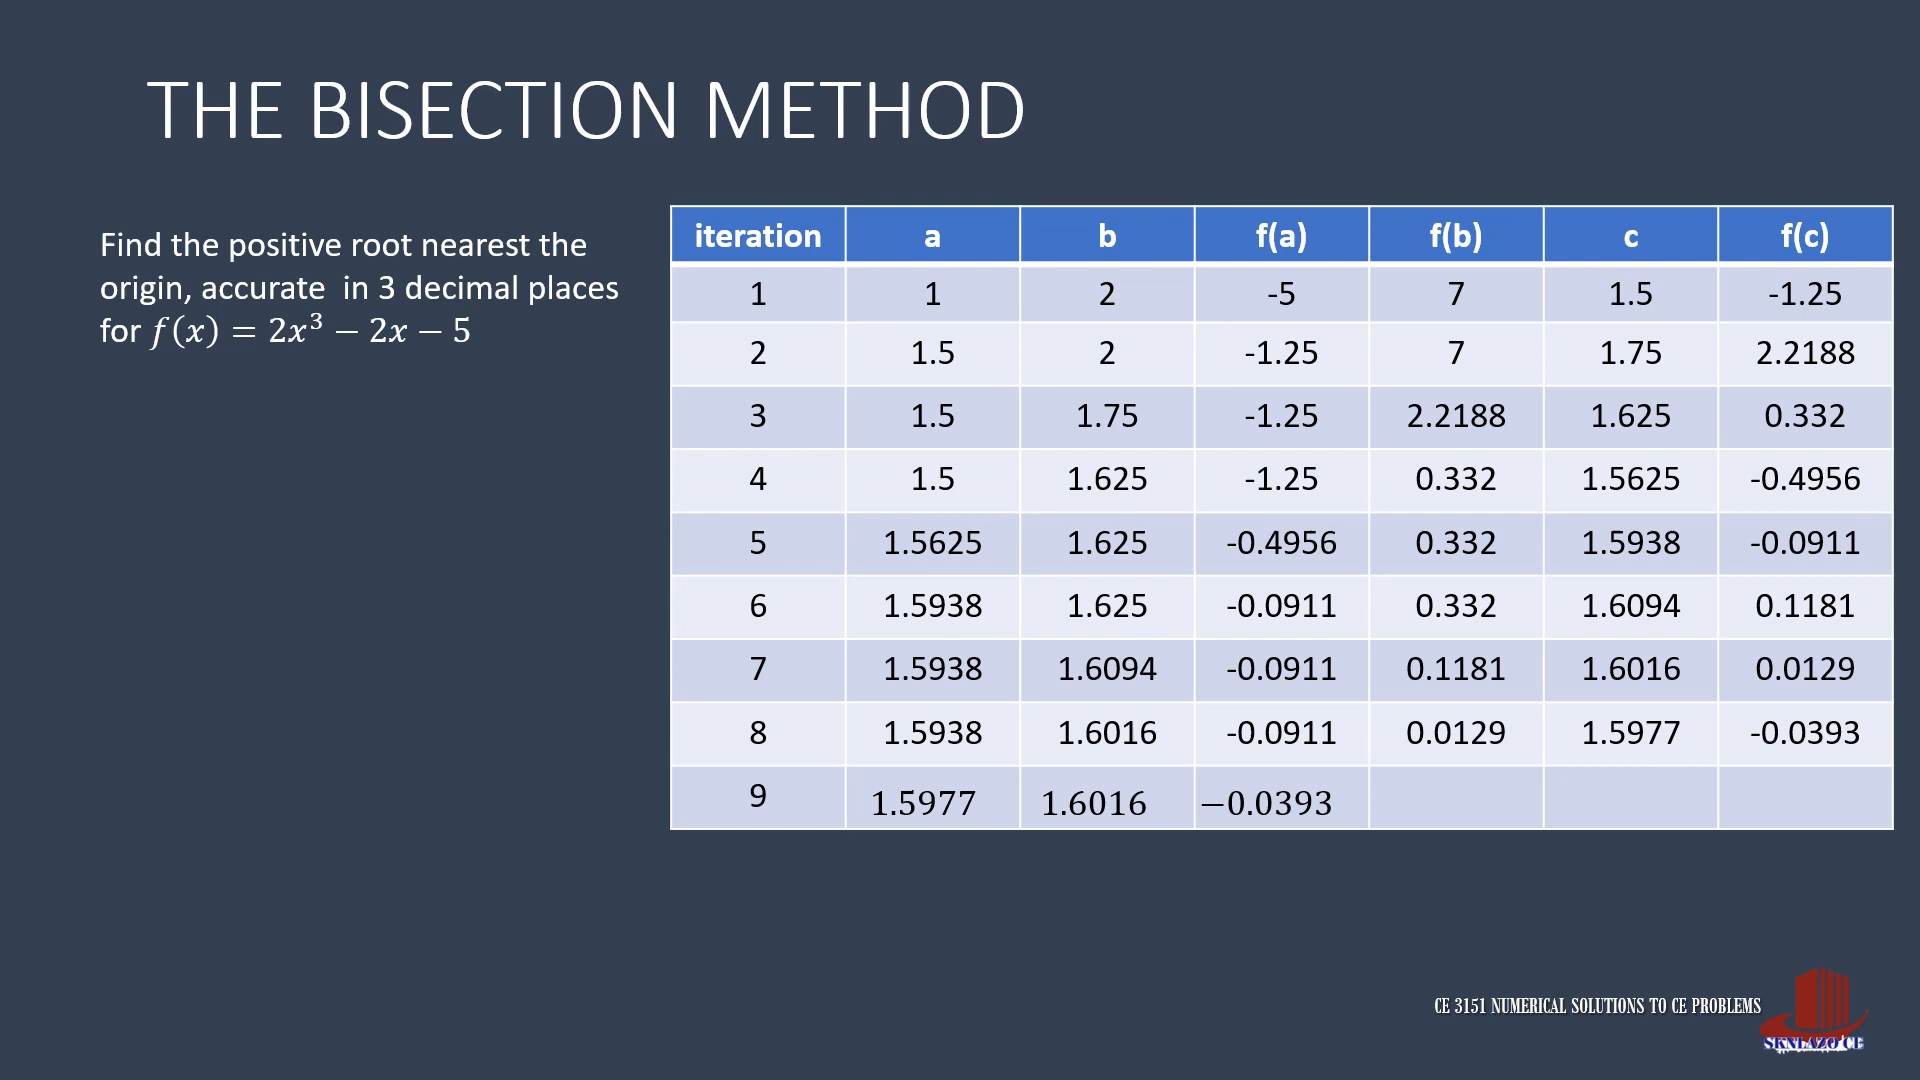 THE BISECTION METHOD
Find the positive root nearest the
origin, accurate in 3 decimal places
for f(x) = 2x³ − 2x − 5
iteration a b f(a) f(b) c f(c)
1 1 2 -5 7 1.5 -1.25
2 1.5 2 -1.25 7 1.75 2.2188
3 1.5 1.75 -1.25 2.2188 1.625 0.332
4 1.5 1.625 -1.25 0.332 1.5625 -0.4956
5 1.5625 1.625 -0.4956 0.332 1.5938 -0.0911
6 1.5938 1.625 -0.0911 0.332 1.6094 0.1181
7 1.5938 1.6094 -0.0911 0.1181 1.6016 0.0129
8 1.5938 1.6016 -0.0911 0.0129 1.5977 -0.0393
9 1.5977 1.6016 −0.0393
CE 3151 NUMERICAL SOLUTIONS TO CE PROBLEMS